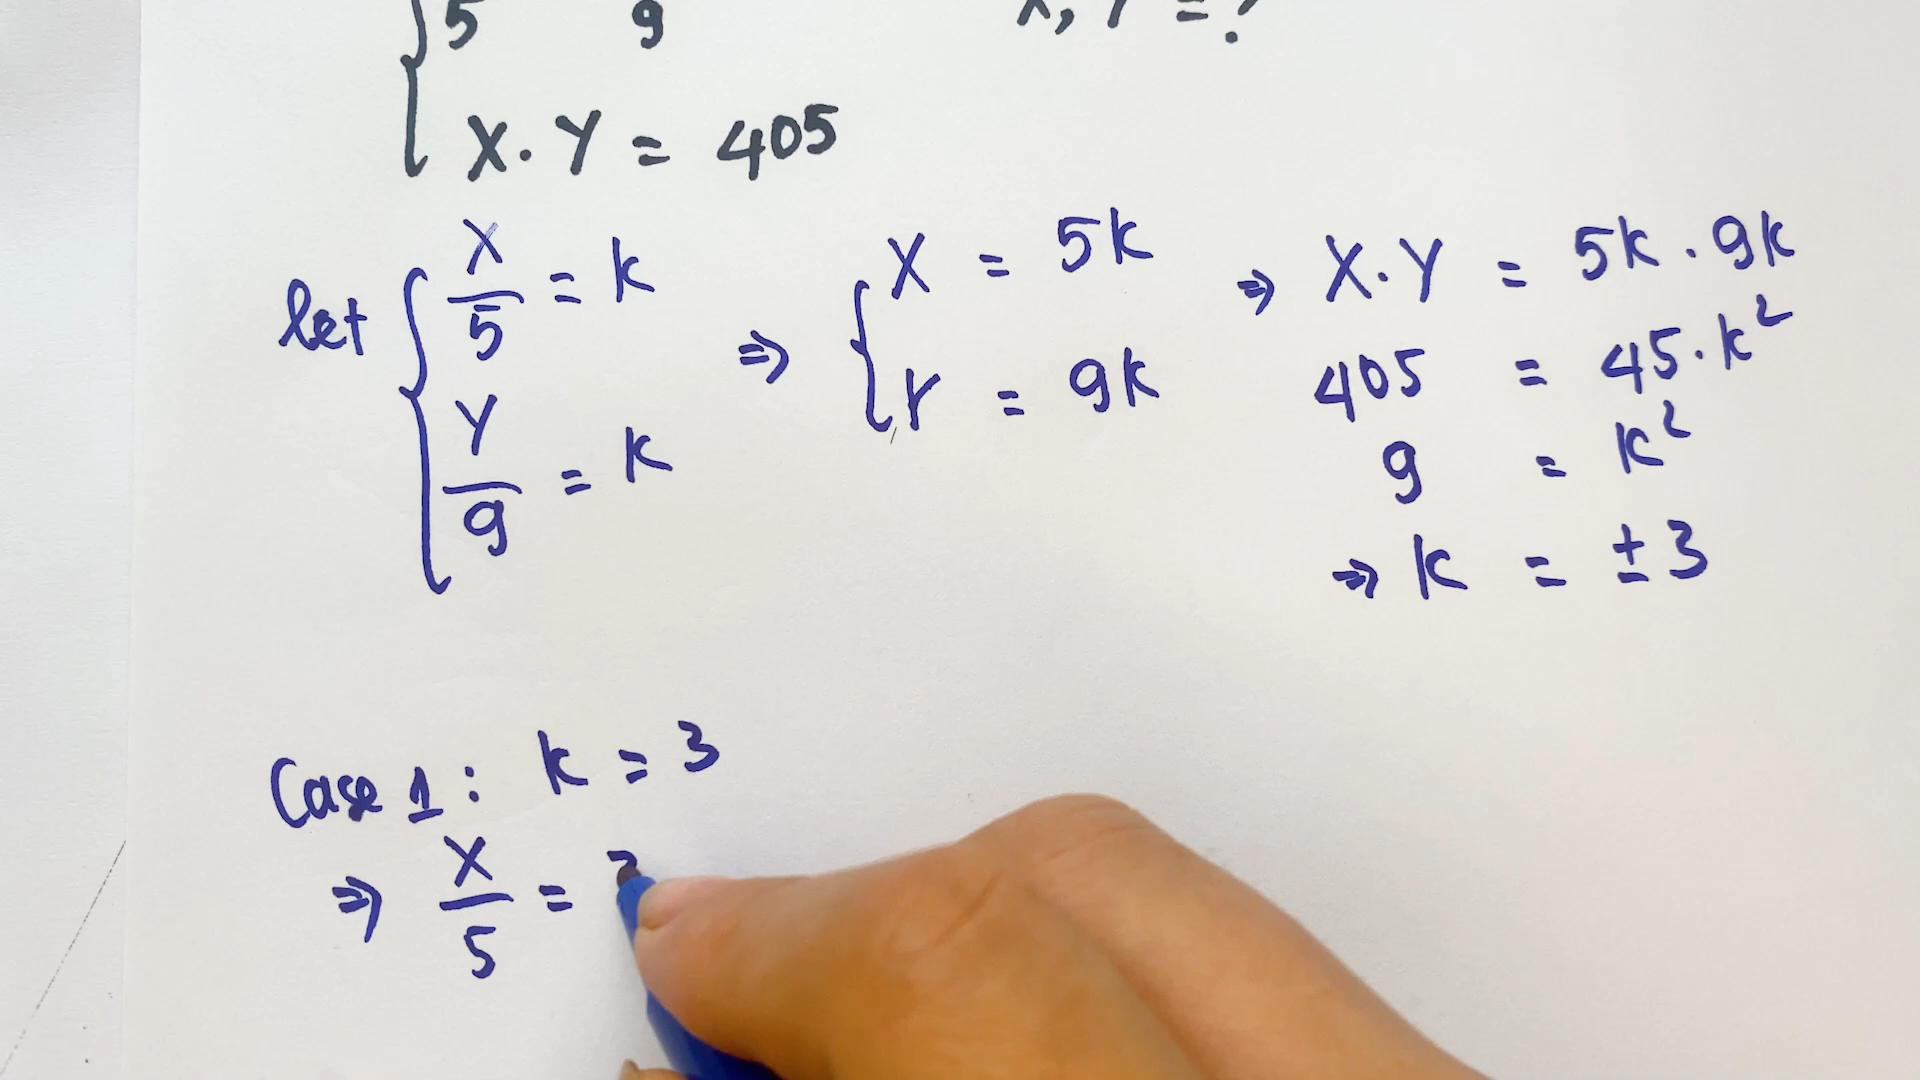 5 9 X, Y = ?
X . Y = 405
let { X/5 = k ⇒ { X = 5k ⇒ X . Y = 5k . 9k
Y/9 = k Y = 9k 405 = 45 . k²
9 = k²
⇒ k = ± 3
Case 1 : k = 3
⇒ X/5 =